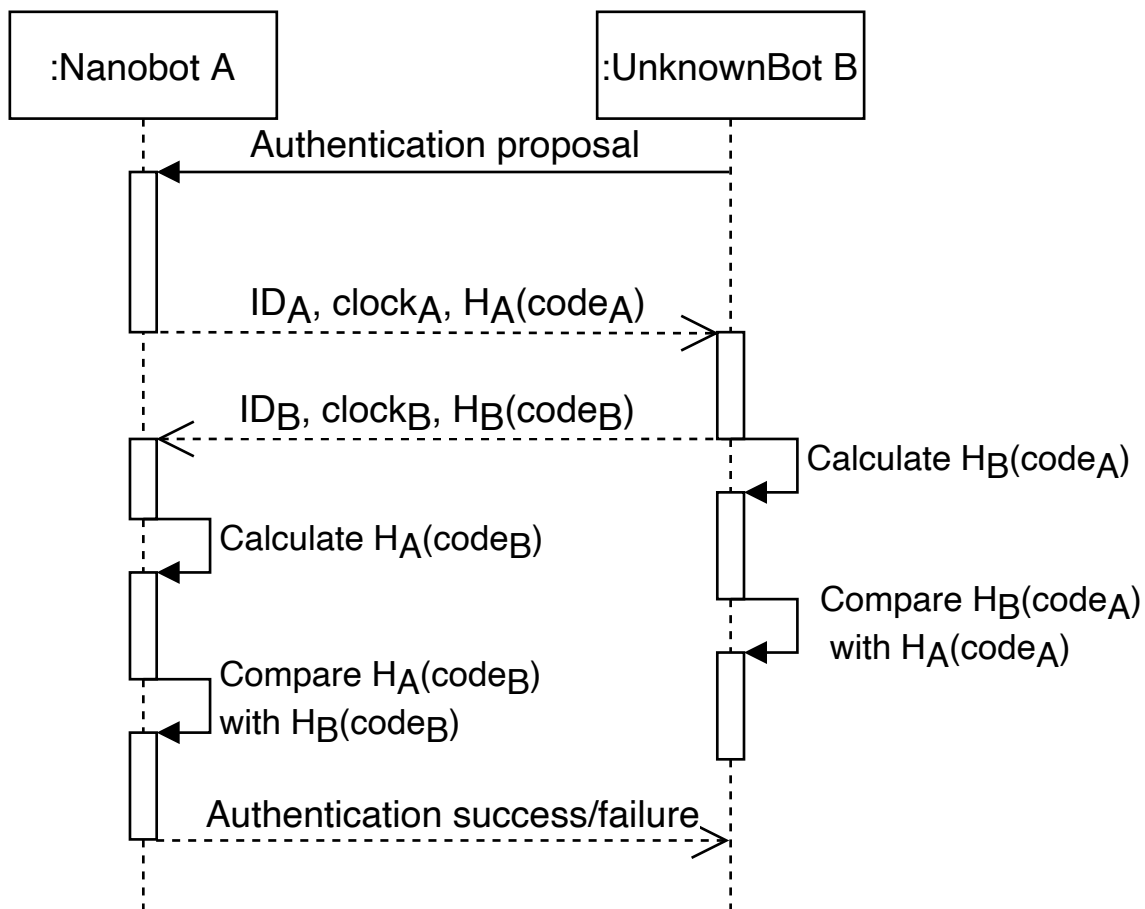 :Nanobot A
:UnknownBot B
Authentication proposal
IDA, clockA, HA(codeA)
IDB, clockB, HB(codeB)
Calculate HB(codeA)
Calculate HA(codeB)
Compare HB(codeA)
with HA(codeA)
Compare HA(codeB)
with HB(codeB)
Authentication success/failure